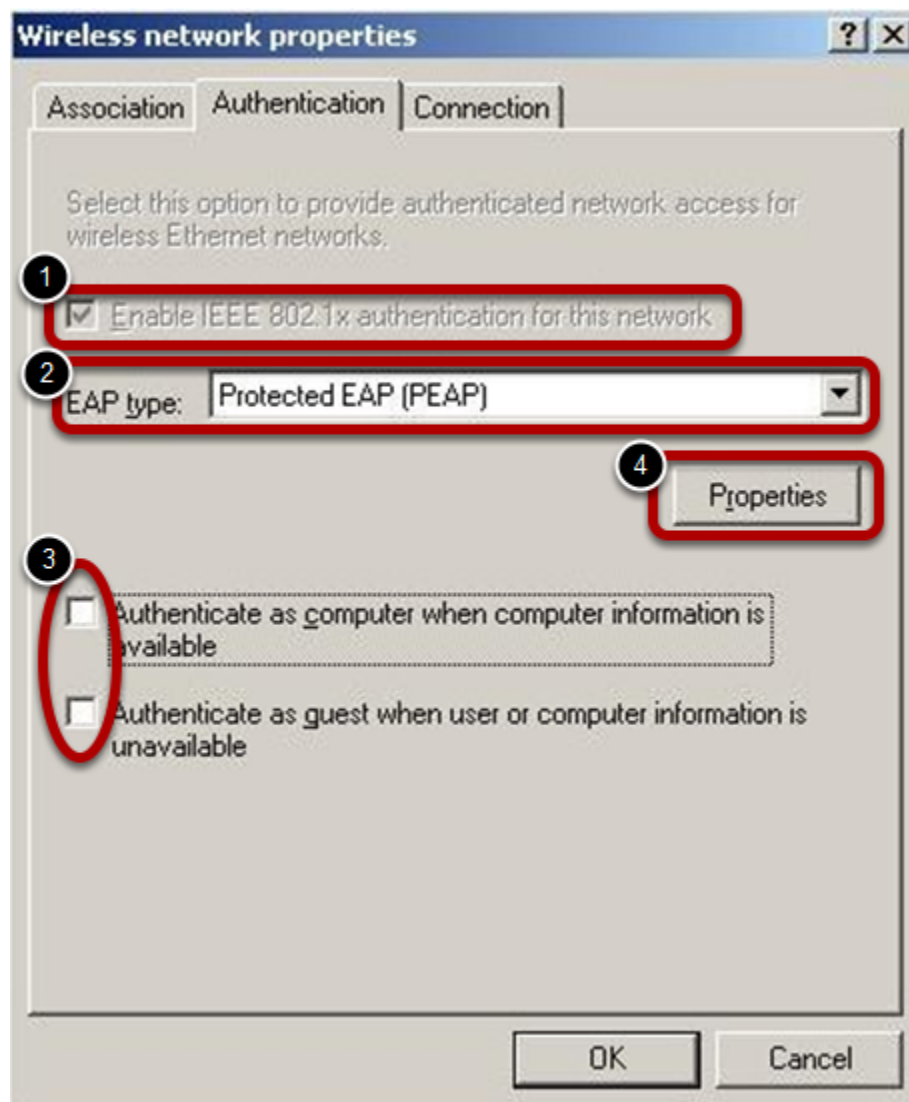 Wireless network properties
Association Authentication Connection
Select this option to provide authenticated network access for
wireless Ethernet networks.
1
Enable IEEE 802.1x authentication for this network
2
EAP type: Protected EAP (PEAP)
4
Properties
3
Authenticate as computer when computer information is
available
Authenticate as guest when user or computer information is
unavailable
OK Cancel